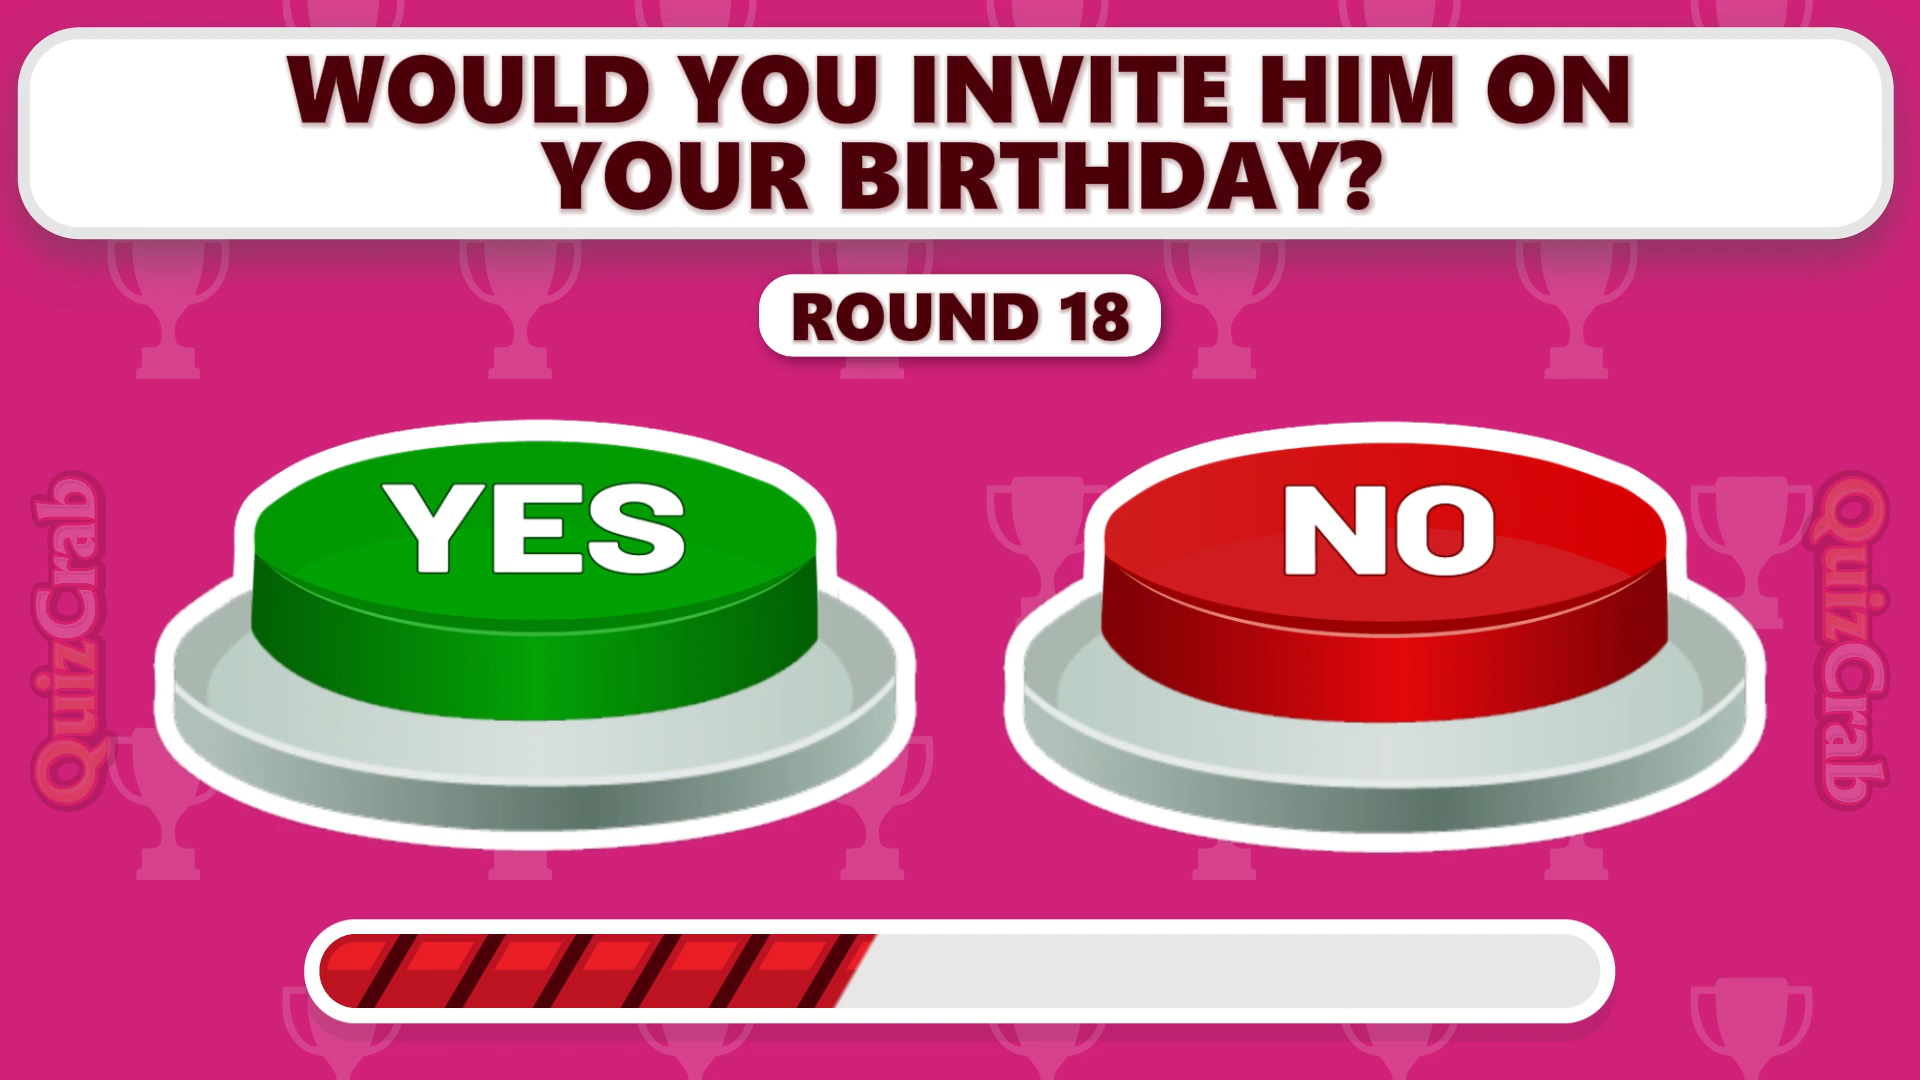 WOULD YOU INVITE HIM ON
YOUR BIRTHDAY?
ROUND 18
YES
NO
QuizCrab
QuizCrab